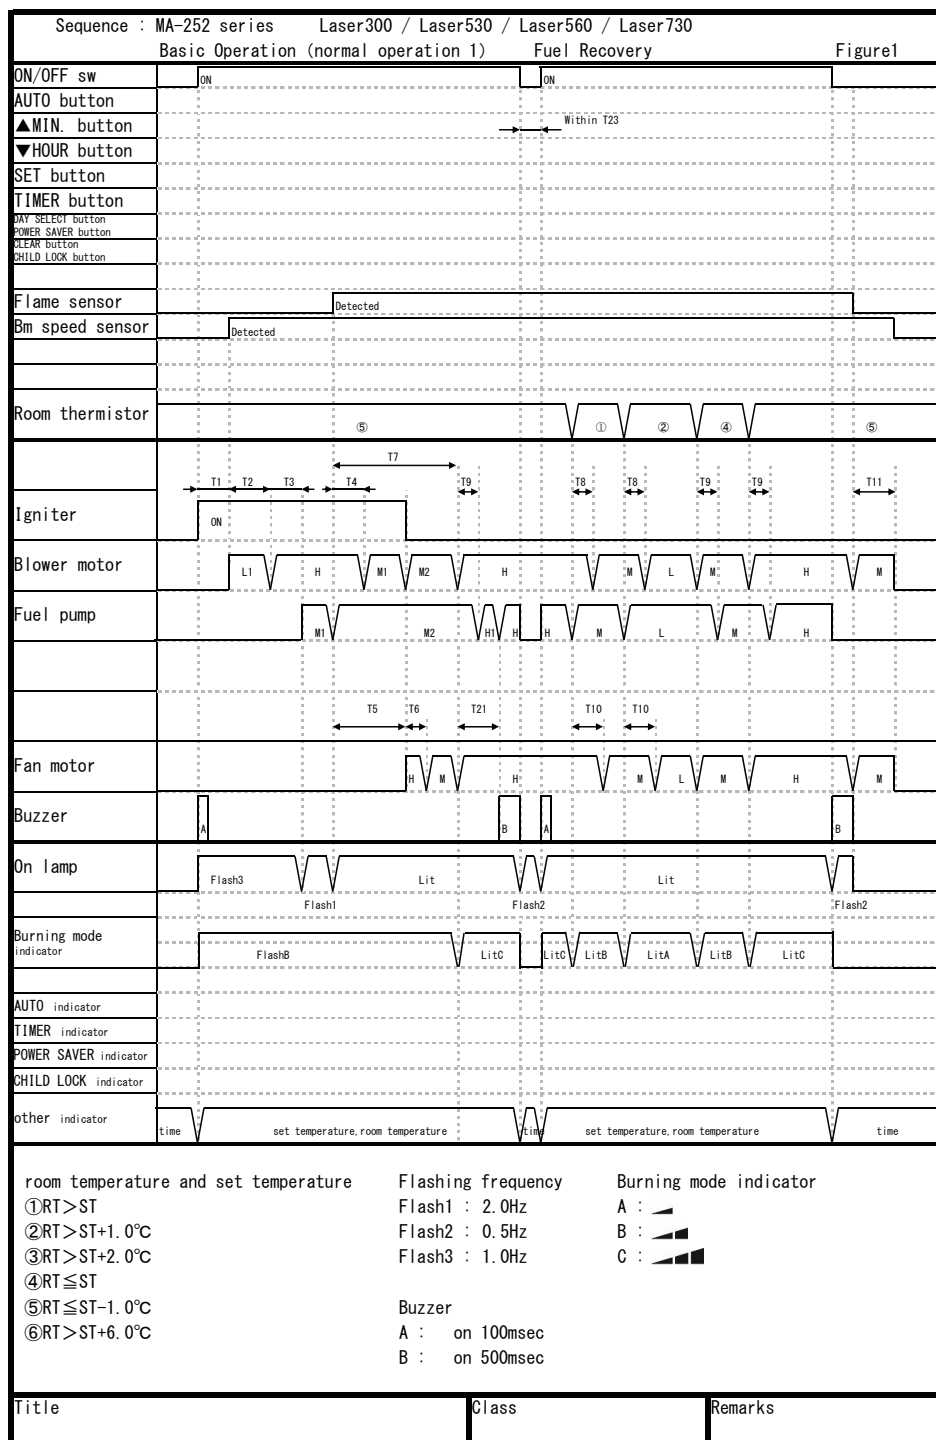 Sequence : MA-252 series Laser300 / Laser530 / Laser560 / Laser730
Basic Operation (normal operation 1) Fuel Recovery Figure1
ON/OFF sw ON ON
AUTO button
▲MIN. button Within T23
▼HOUR button
SET button
TIMER button
DAY SELECT button
POWER SAVER button
CLEAR button
CHILD LOCK button
Flame sensor Detected
Bm speed sensor Detected
Room thermistor ⑤ ① ② ④ ⑤
T7
T1 T2 T3 T4 T9 T8 T8 T9 T9 T11
Igniter ON
Blower motor L1 H M1 M2 H M L M H M
Fuel pump M1 M2 H1 H H M L M H
T5 T6 T21 T10 T10
Fan motor H M H M L M H M
Buzzer A B A B
On lamp Flash3 Lit Lit
Flash1 Flash2 Flash2
Burning mode
indicator FlashB LitC LitC LitB LitA LitB LitC
AUTO indicator
TIMER indicator
POWER SAVER indicator
CHILD LOCK indicator
other indicator time set temperature, room temperature time set temperature, room temperature time
room temperature and set temperature Flashing frequency Burning mode indicator
①RT＞ST Flash1 : 2.0Hz A :
②RT＞ST+1.0℃ Flash2 : 0.5Hz B :
③RT＞ST+2.0℃ Flash3 : 1.0Hz C :
④RT≦ST
⑤RT≦ST-1.0℃ Buzzer
⑥RT＞ST+6.0℃ A : on 100msec
B : on 500msec
Title Class Remarks